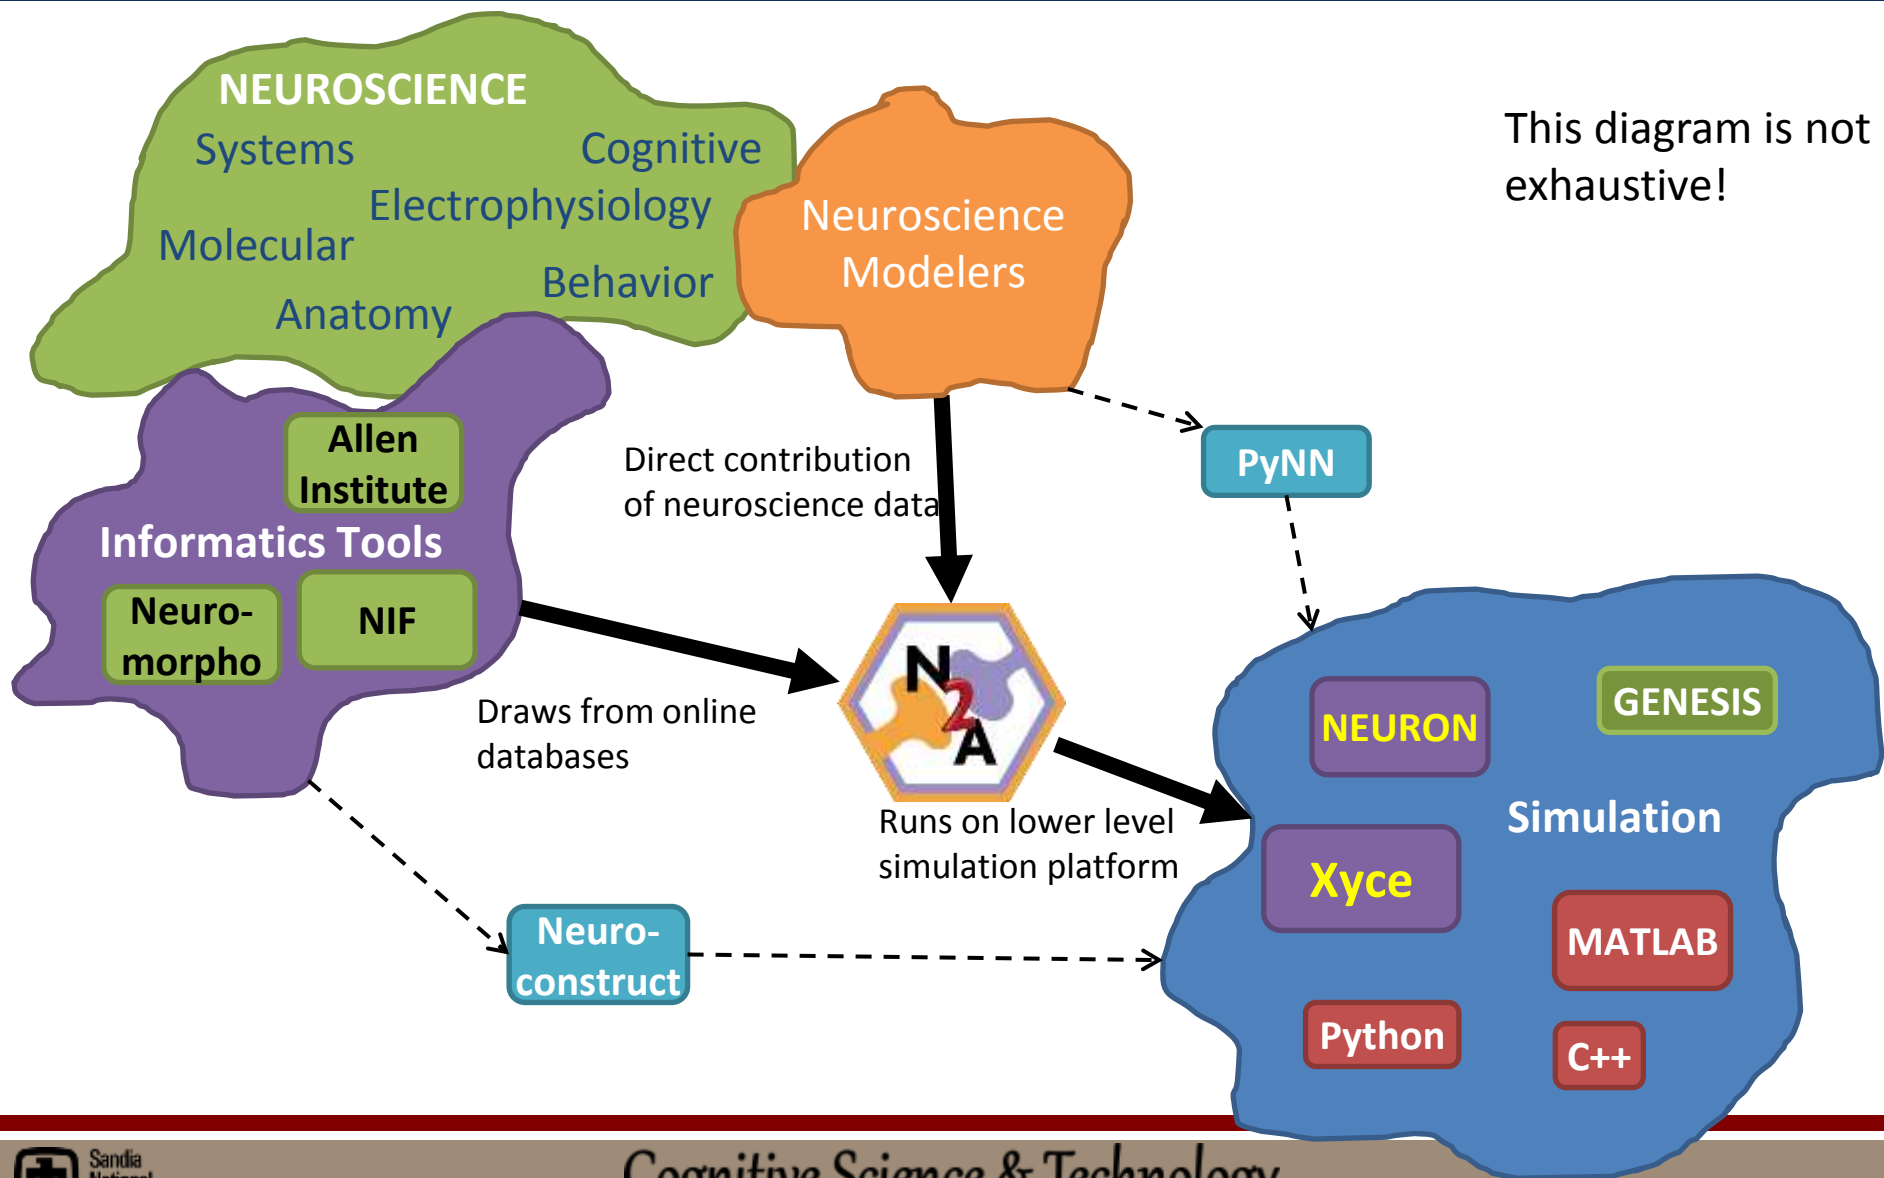 NEUROSCIENCE
Systems
Cognitive
Electrophysiology
Molecular
Behavior
Anatomy
Neuroscience
Modelers
This diagram is not
exhaustive!
Allen
Institute
Informatics Tools
Neuro-
morpho
NIF
Direct contribution
of neuroscience data
PyNN
Draws from online
databases
N2A
Runs on lower level
simulation platform
NEURON
GENESIS
Simulation
Xyce
MATLAB
Python
C++
Neuro-
construct
Sandia
National
Cognitive Science & Technology